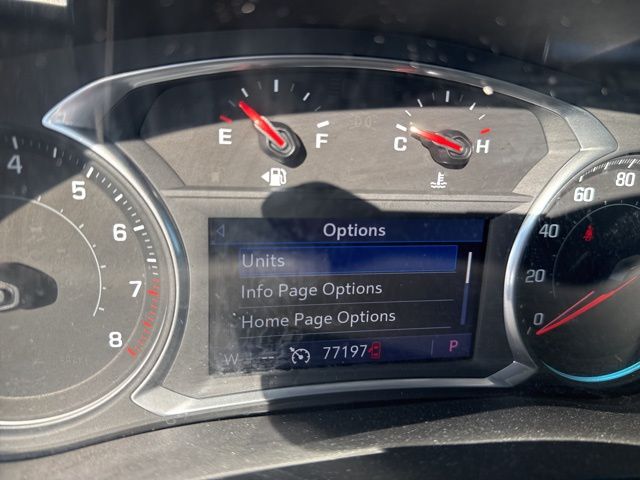 E F
C H
4
5
6
7
8
Options
Units
Info Page Options
Home Page Options
W -- 77197 P
80
60
40
20
0